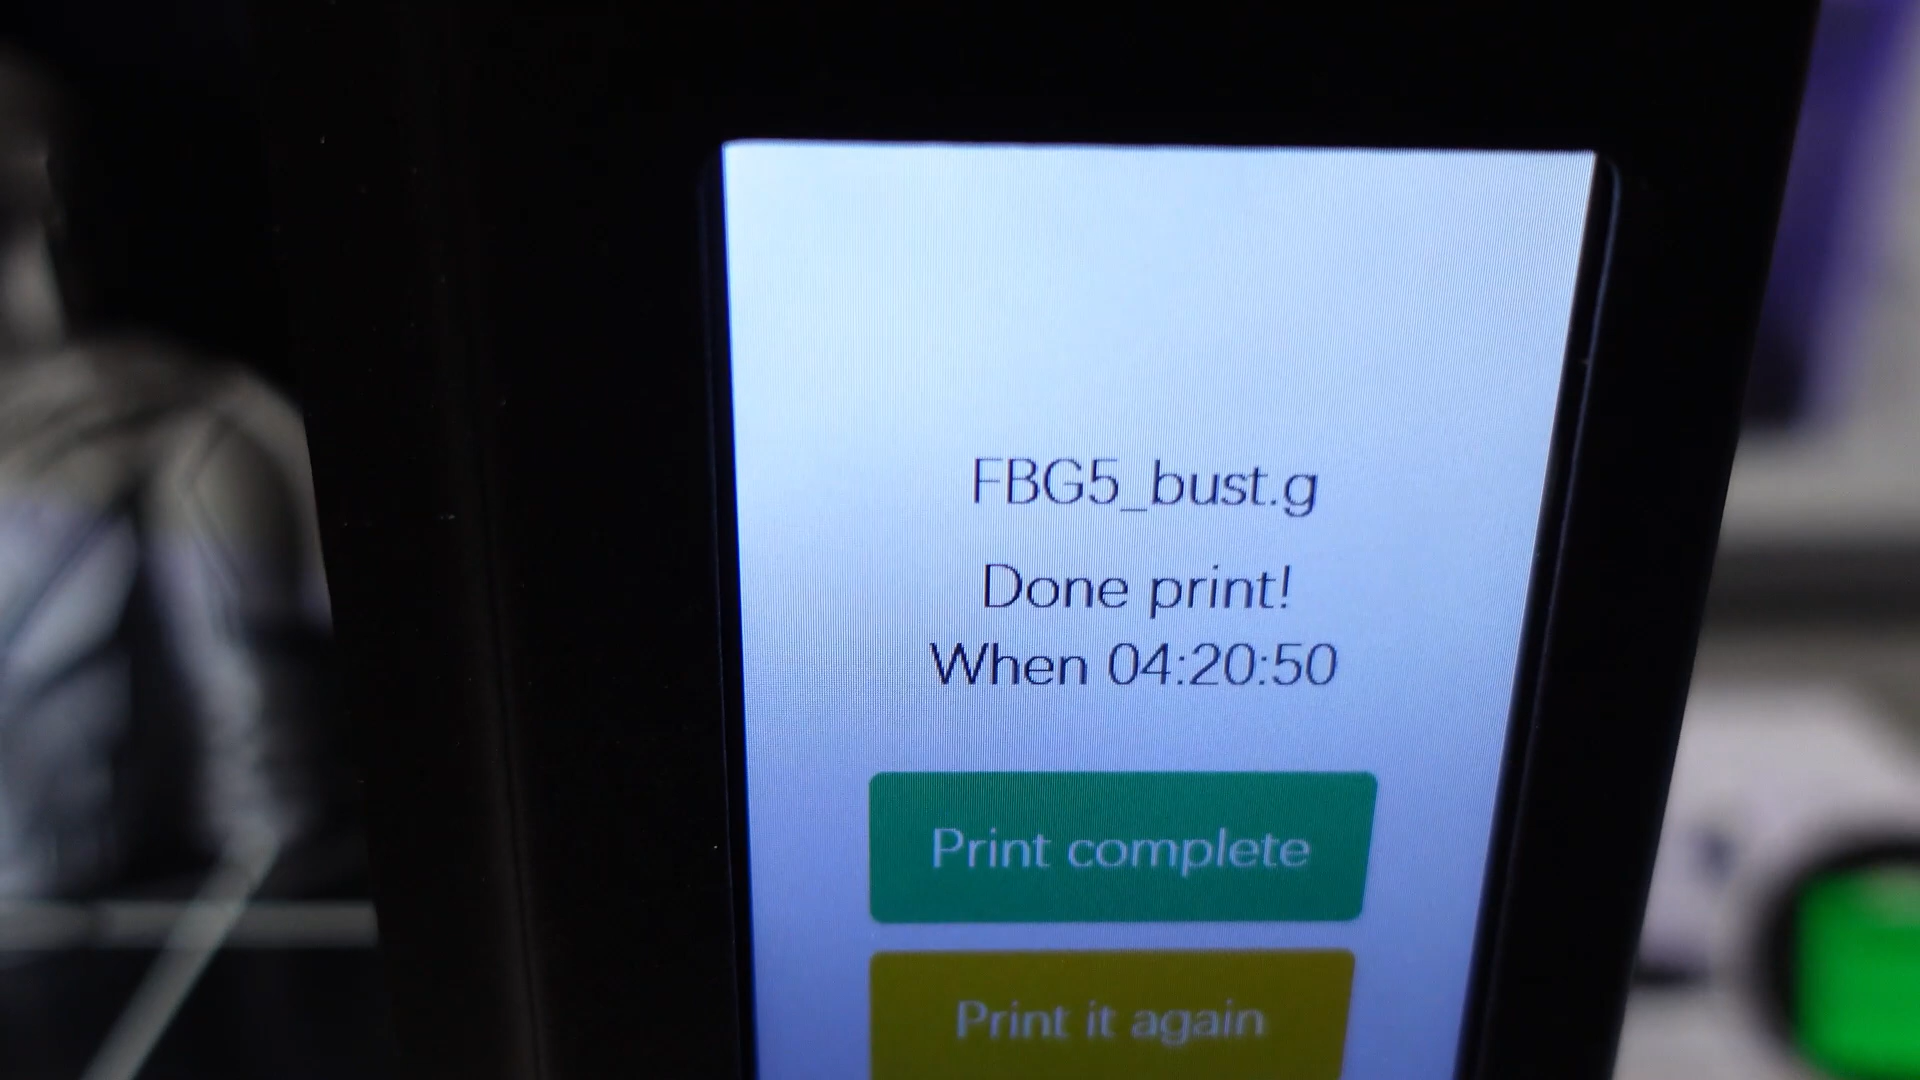 FBG5_bust.g
Done print!
When 04:20:50
Print complete
Print it again